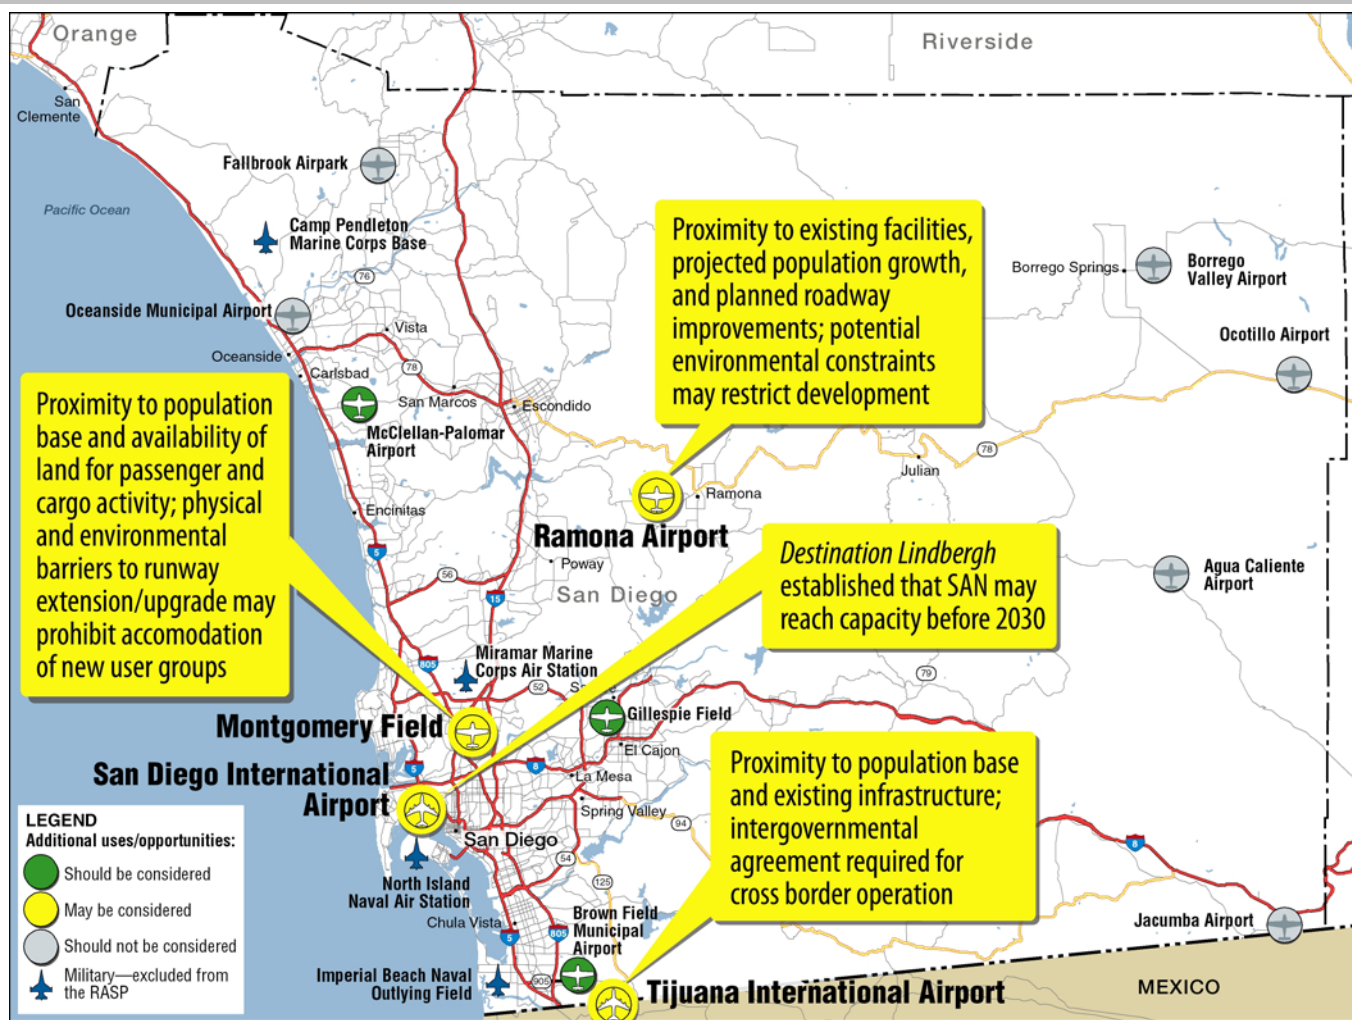 Orange
Riverside
San
Clemente
Fallbrook Airpark
Pacific Ocean
Camp Pendleton
Marine Corps Base
76
Proximity to existing facilities,
projected population growth,
and planned roadway
improvements; potential
environmental constraints
may restrict development
Borrego Springs
Borrego
Valley Airport
Oceanside Municipal Airport
Vista
Ocotillo Airport
Oceanside
78
Carlsbad
San Marcos
Escondido
McClellan-Palomar
Airport
Proximity to population
base and availability of
land for passenger and
cargo activity; physical
and environmental
barriers to runway
extension/upgrade may
prohibit accomodation
of new user groups
78
Julian
Ramona
Encinitas
Ramona Airport
5
56
15
Poway
San Diego
Destination Lindbergh
established that SAN may
reach capacity before 2030
Agua Caliente
Airport
805
Miramar Marine
Corps Air Station
52
79
Gillespie Field
Montgomery Field
El Cajon
5
8
La Mesa
San Diego International
Airport
Spring Valley
94
San Diego
54
125
Proximity to population base
and existing infrastructure;
intergovernmental
agreement required for
cross border operation
8
North Island
Naval Air Station
Chula Vista
5
805
Brown Field
Municipal
Airport
Jacumba Airport
Imperial Beach Naval
Outlying Field
905
Tijuana International Airport
MEXICO
LEGEND
Additional uses/opportunities:
Should be considered
May be considered
Should not be considered
Military—excluded from
the RASP